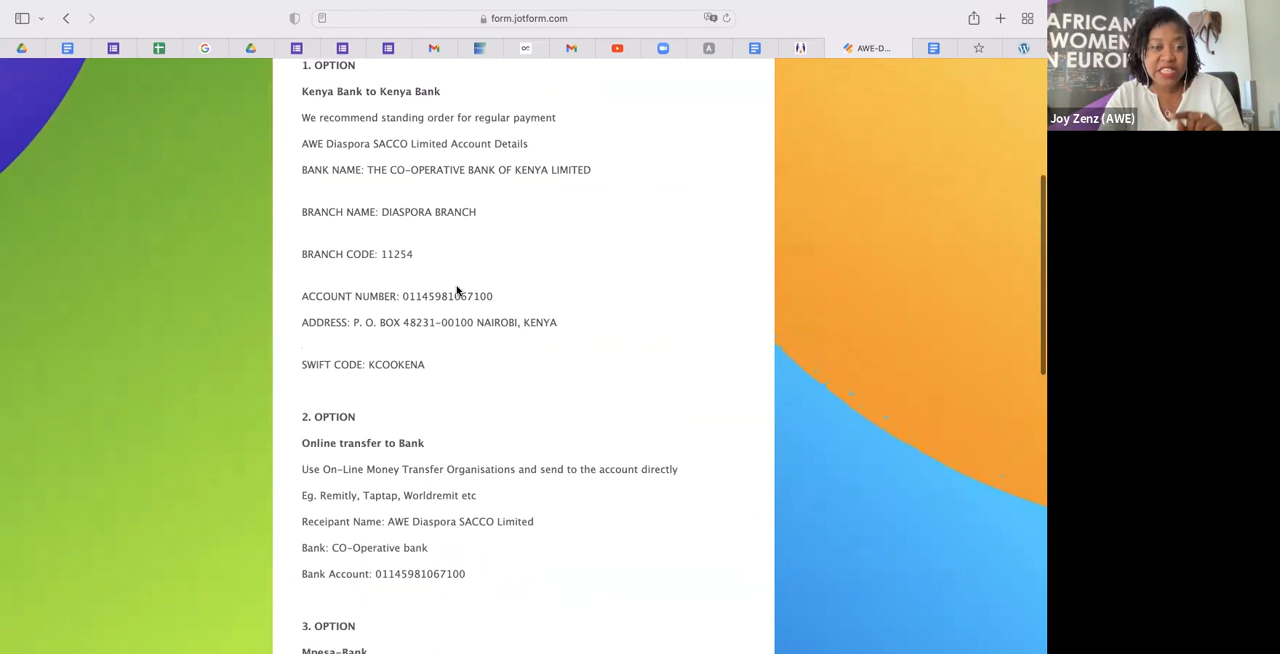 form.jotform.com
AWE-D...
1. OPTION
Kenya Bank to Kenya Bank
We recommend standing order for regular payment
AWE Diaspora SACCO Limited Account Details
BANK NAME: THE CO-OPERATIVE BANK OF KENYA LIMITED
BRANCH NAME: DIASPORA BRANCH
BRANCH CODE: 11254
ACCOUNT NUMBER: 01145981067100
ADDRESS: P. O. BOX 48231-00100 NAIROBI, KENYA
SWIFT CODE: KCOOKENA
2. OPTION
Online transfer to Bank
Use On-Line Money Transfer Organisations and send to the account directly
Eg. Remitly, Taptap, Worldremit etc
Receipant Name: AWE Diaspora SACCO Limited
Bank: CO-Operative bank
Bank Account: 01145981067100
3. OPTION
Mpesa-Bank
AFRICAN
WOMEN
N EUROP
Joy Zenz (AWE)